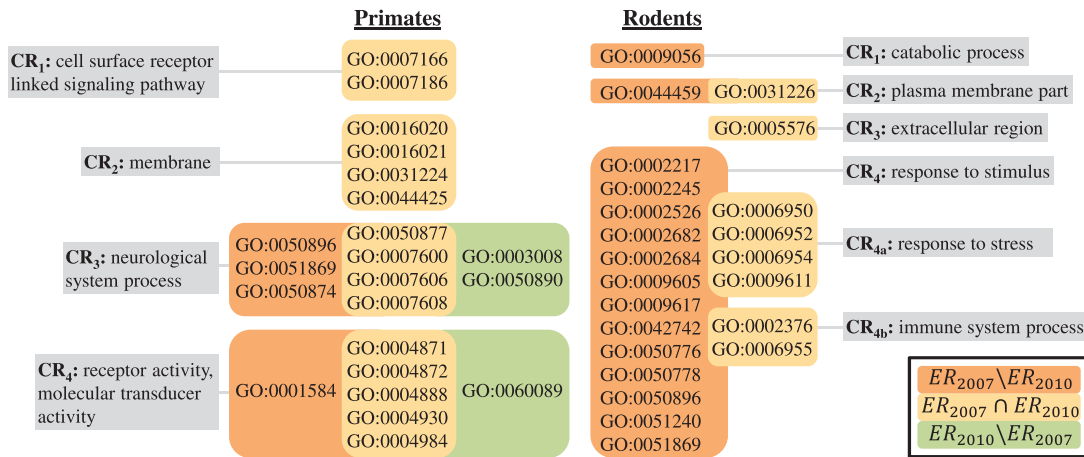 Primates
CR1: cell surface receptor
linked signaling pathway
GO:0007166
GO:0007186
CR2: membrane
GO:0016020
GO:0016021
GO:0031224
GO:0044425
CR3: neurological
system process
GO:0050896
GO:0051869
GO:0050874
GO:0050877
GO:0007600
GO:0007606
GO:0007608
GO:0003008
GO:0050890
CR4: receptor activity,
molecular transducer
activity
GO:0001584
GO:0004871
GO:0004872
GO:0004888
GO:0004930
GO:0004984
GO:0060089
Rodents
GO:0009056
CR1: catabolic process
GO:0044459
GO:0031226
CR2: plasma membrane part
GO:0005576
CR3: extracellular region
GO:0002217
GO:0002245
GO:0002526
GO:0002682
GO:0002684
GO:0009605
GO:0009617
GO:0042742
GO:0050776
GO:0050778
GO:0050896
GO:0051240
GO:0051869
CR4: response to stimulus
GO:0006950
GO:0006952
GO:0006954
GO:0009611
CR4a: response to stress
GO:0002376
GO:0006955
CR4b: immune system process
ER2007\ER2010
ER2007 ∩ ER2010
ER2010\ER2007